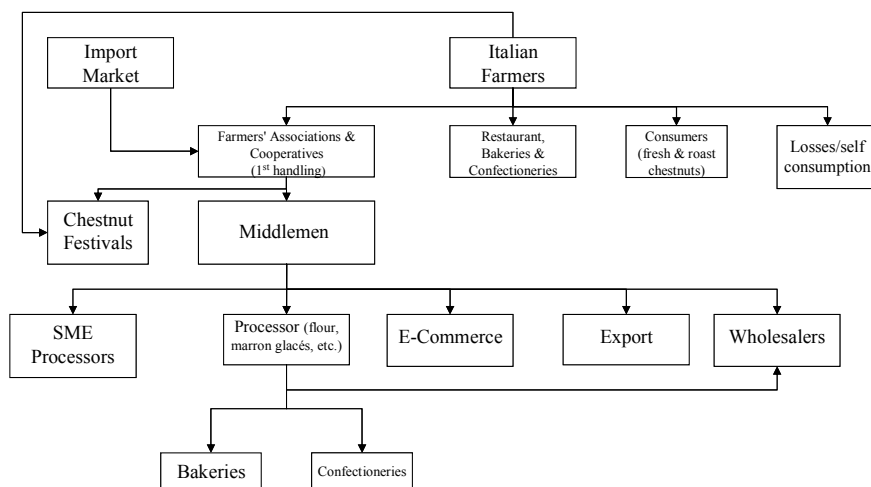 Import
Market
Italian
Farmers
Farmers' Associations &
Cooperatives
(1st handling)
Restaurant,
Bakeries &
Confectioneries
Consumers
(fresh & roast
chestnuts)
Losses/self
consumption
Chestnut
Festivals
Middlemen
SME
Processors
Processor (flour,
marron glacés, etc.)
E-Commerce
Export
Wholesalers
Bakeries
Confectioneries